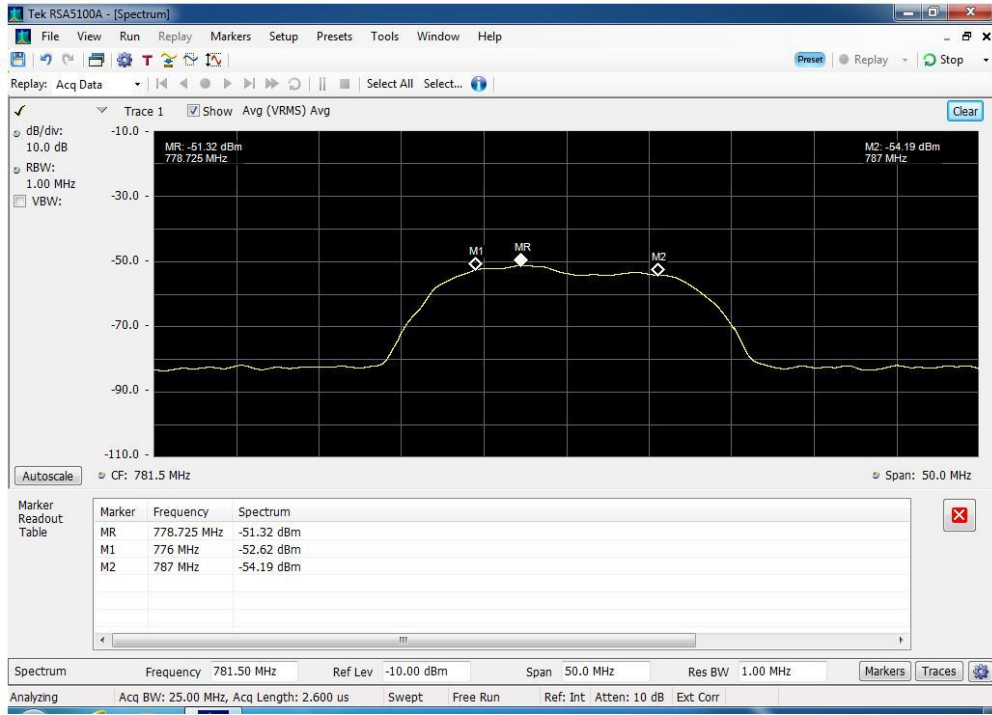 Tek RSA5100A - [Spectrum]
File View Run Replay Markers Setup Presets Tools Window Help
Preset Replay Stop
Replay: Acq Data Select All Select...
Trace 1 Show Avg (VRMS) Avg Clear
dB/div:
10.0 dB
RBW:
1.00 MHz
VBW:
-10.0
-30.0
-50.0
-70.0
-90.0
-110.0
MR: -51.32 dBm
778.725 MHz
M2: -54.19 dBm
787 MHz
M1 MR M2
Autoscale CF: 781.5 MHz Span: 50.0 MHz
Marker
Readout
Table
Marker Frequency Spectrum
MR 778.725 MHz -51.32 dBm
M1 776 MHz -52.62 dBm
M2 787 MHz -54.19 dBm
Spectrum Frequency 781.50 MHz Ref Lev -10.00 dBm Span 50.0 MHz Res BW 1.00 MHz Markers Traces
Analyzing Acq BW: 25.00 MHz, Acq Length: 2.600 us Swept Free Run Ref: Int Atten: 10 dB Ext Corr